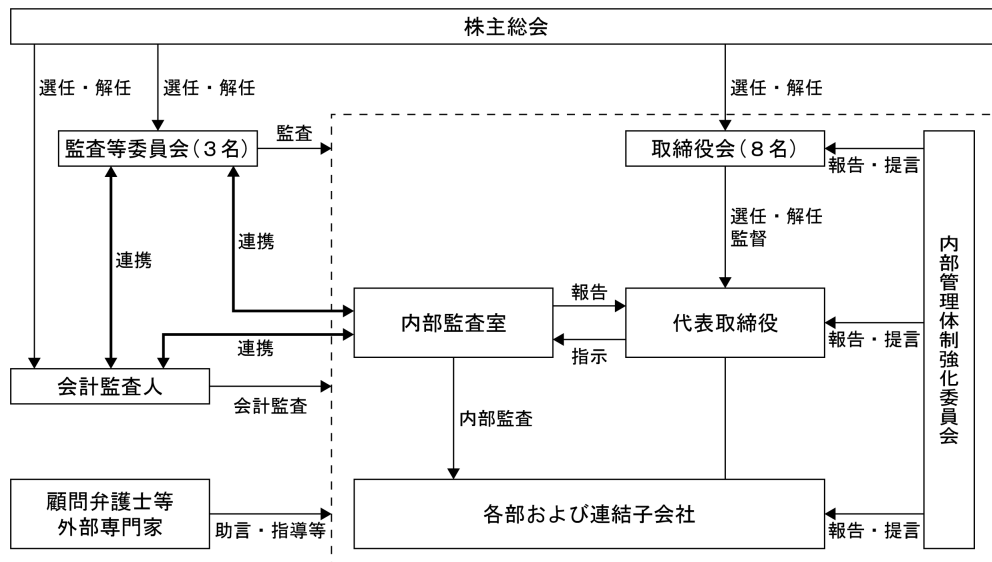 株主総会
選任・解任
選任・解任
選任・解任
監査等委員会（３名）
監査
取締役会（８名）
報告・提言
選任・解任
監督
連携
連携
内部管理体制強化委員会
報告
内部監査室
代表取締役
報告・提言
連携
指示
会計監査人
会計監査
内部監査
顧問弁護士等
外部専門家
助言・指導等
各部および連結子会社
報告・提言